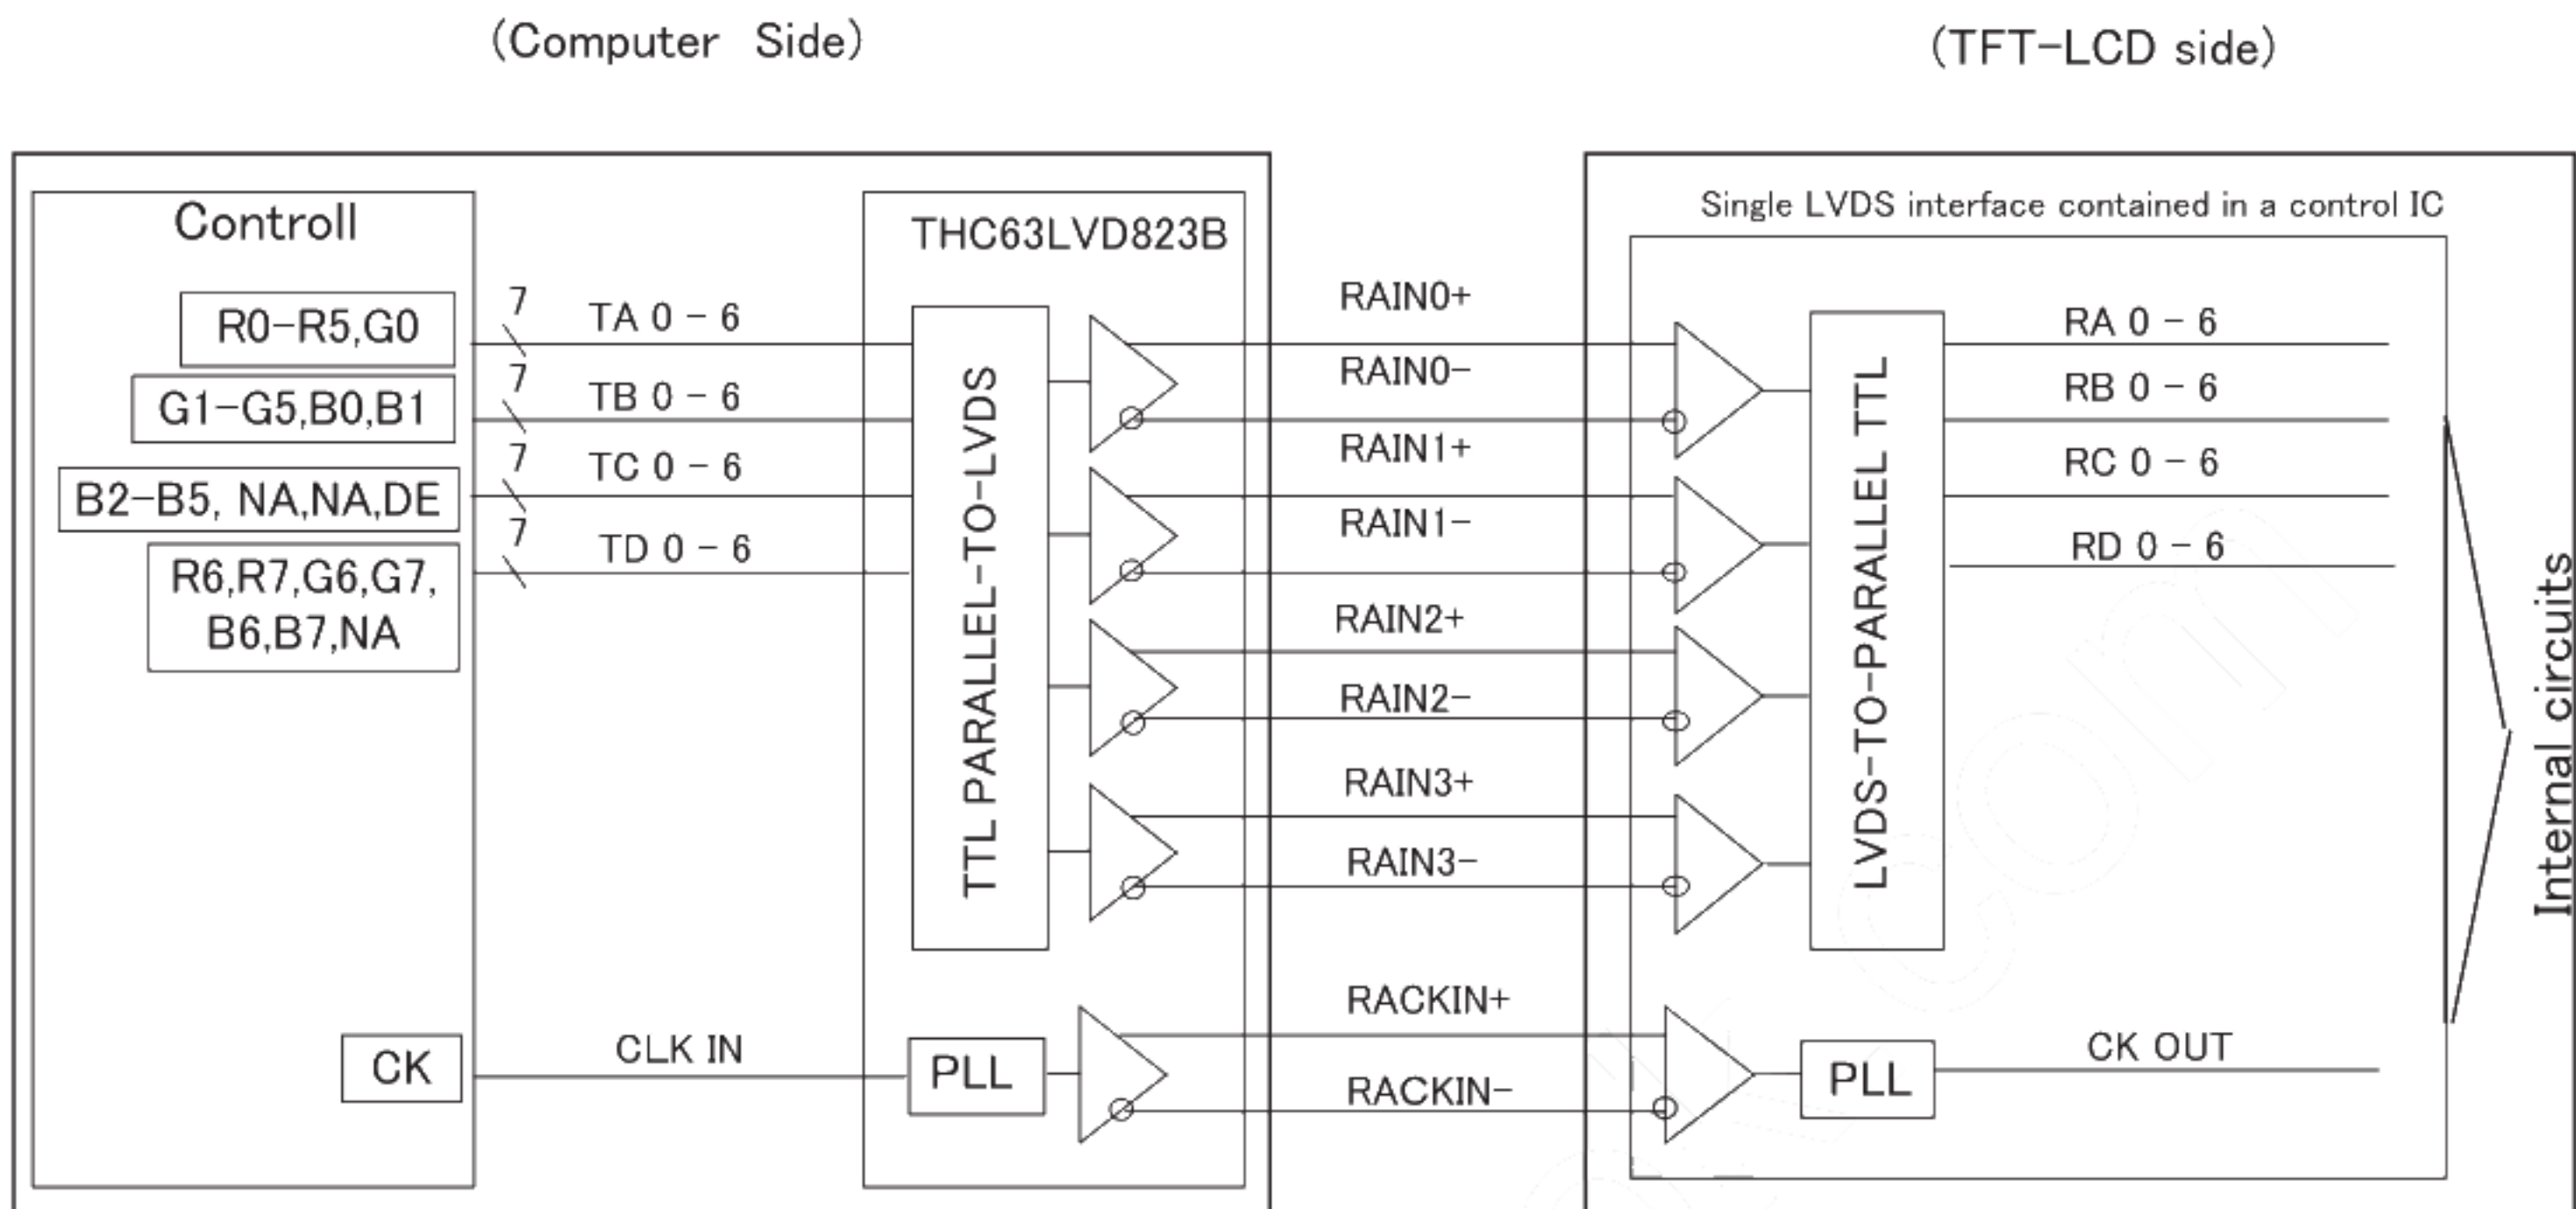 (Computer Side)
(TFT-LCD side)
Controll
THC63LVD823B
Single LVDS interface contained in a control IC
R0-R5,G0
7
TA 0 - 6
RAIN0+
RA 0 - 6
RAIN0-
G1-G5,B0,B1
7
TB 0 - 6
RB 0 - 6
RAIN1+
B2-B5, NA,NA,DE
7
TC 0 - 6
RC 0 - 6
RAIN1-
R6,R7,G6,G7,
B6,B7,NA
7
TD 0 - 6
RD 0 - 6
TTL PARALLEL-TO-LVDS
LVDS-TO-PARALLEL TTL
RAIN2+
RAIN2-
RAIN3+
RAIN3-
Internal circuits
RACKIN+
CK
CLK IN
PLL
RACKIN-
PLL
CK OUT